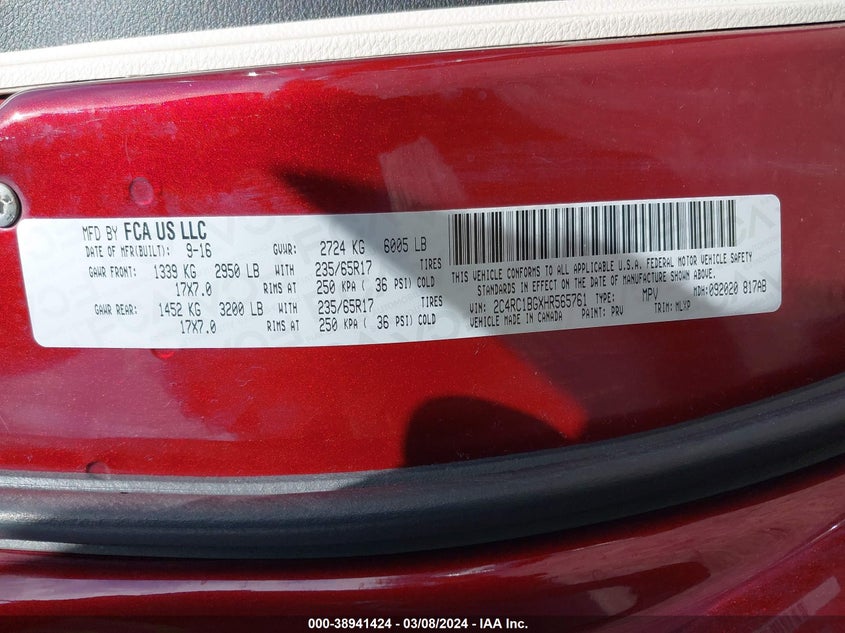 MFD BY FCA US LLC
DATE OF MFR(BUILT): 9-16 GVWR: 2724 KG 6005 LB
GAWR FRONT: 1339 KG 2950 LB WITH 235/65R17 TIRES
17X7.0 RIMS AT 250 KPA ( 36 PSI) COLD
GAWR REAR: 1452 KG 3200 LB WITH 235/65R17 TIRES
17X7.0 RIMS AT 250 KPA ( 36 PSI) COLD
THIS VEHICLE CONFORMS TO ALL APPLICABLE U.S.A. FEDERAL MOTOR VEHICLE SAFETY
STANDARDS IN EFFECT ON THE DATE OF MANUFACTURE SHOWN ABOVE.
VIN: 2C4RC1BGXHR565761 TYPE: MPV MDH:092020 817AB
MADE IN CANADA PAINT: PRV TRIM: MLXP
000-38941424 — 03/08/2024 — IAA Inc.